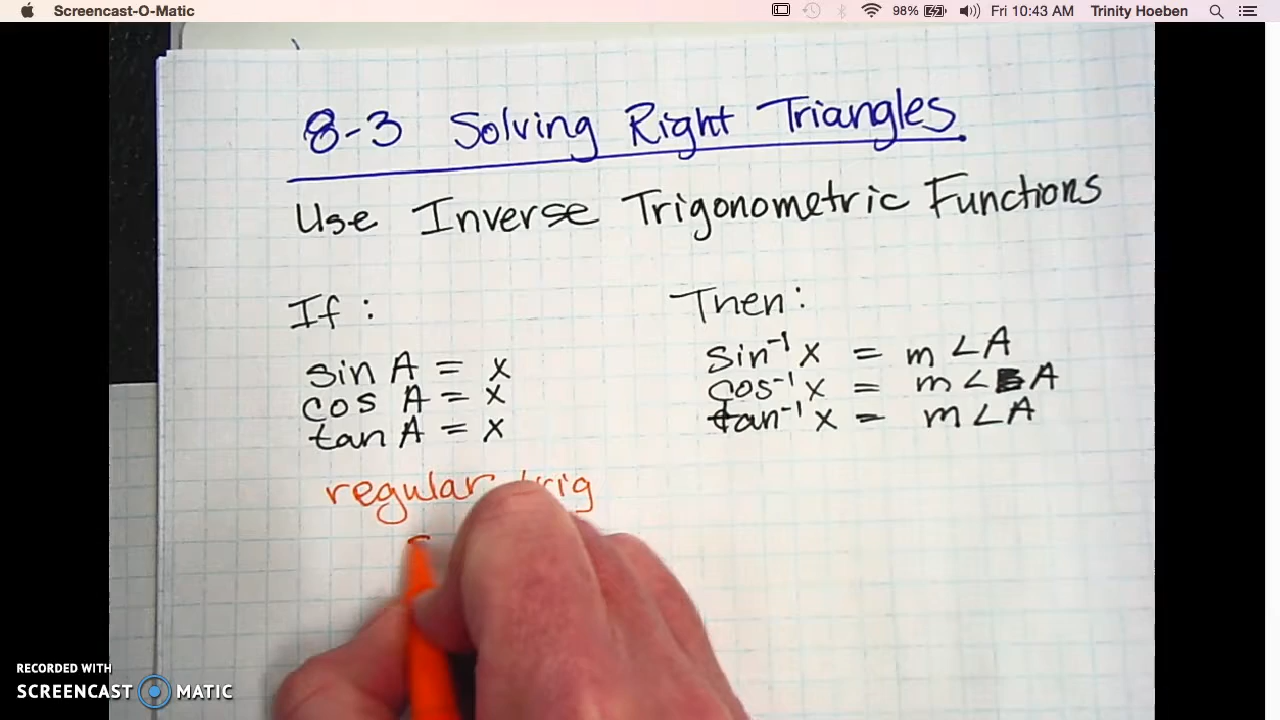 Screencast-O-Matic 98% Fri 10:43 AM Trinity Hoeben
8-3 Solving Right Triangles
Use Inverse Trigonometric Functions
If : Then:
sin A = x sin⁻¹ x = m ∠A
cos A = x cos⁻¹ x = m ∠A
tan A = x tan⁻¹ x = m ∠A
regular trig
RECORDED WITH
SCREENCAST MATIC